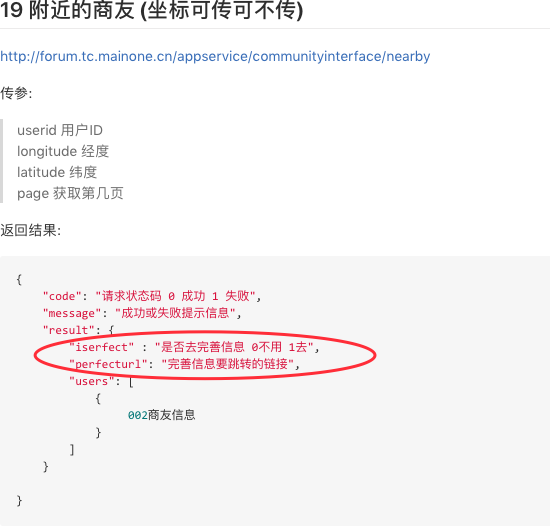 19 附近的商友 (坐标可传可不传)
http://forum.tc.mainone.cn/appservice/communityinterface/nearby
传参:
userid 用户ID
longitude 经度
latitude 纬度
page 获取第几页
返回结果:
{
"code": "请求状态码 0 成功 1 失败",
"message": "成功或失败提示信息",
"result": {
"iserfect" : "是否去完善信息 0不用 1去",
"perfecturl": "完善信息要跳转的链接",
"users": [
{
002商友信息
}
]
}
}